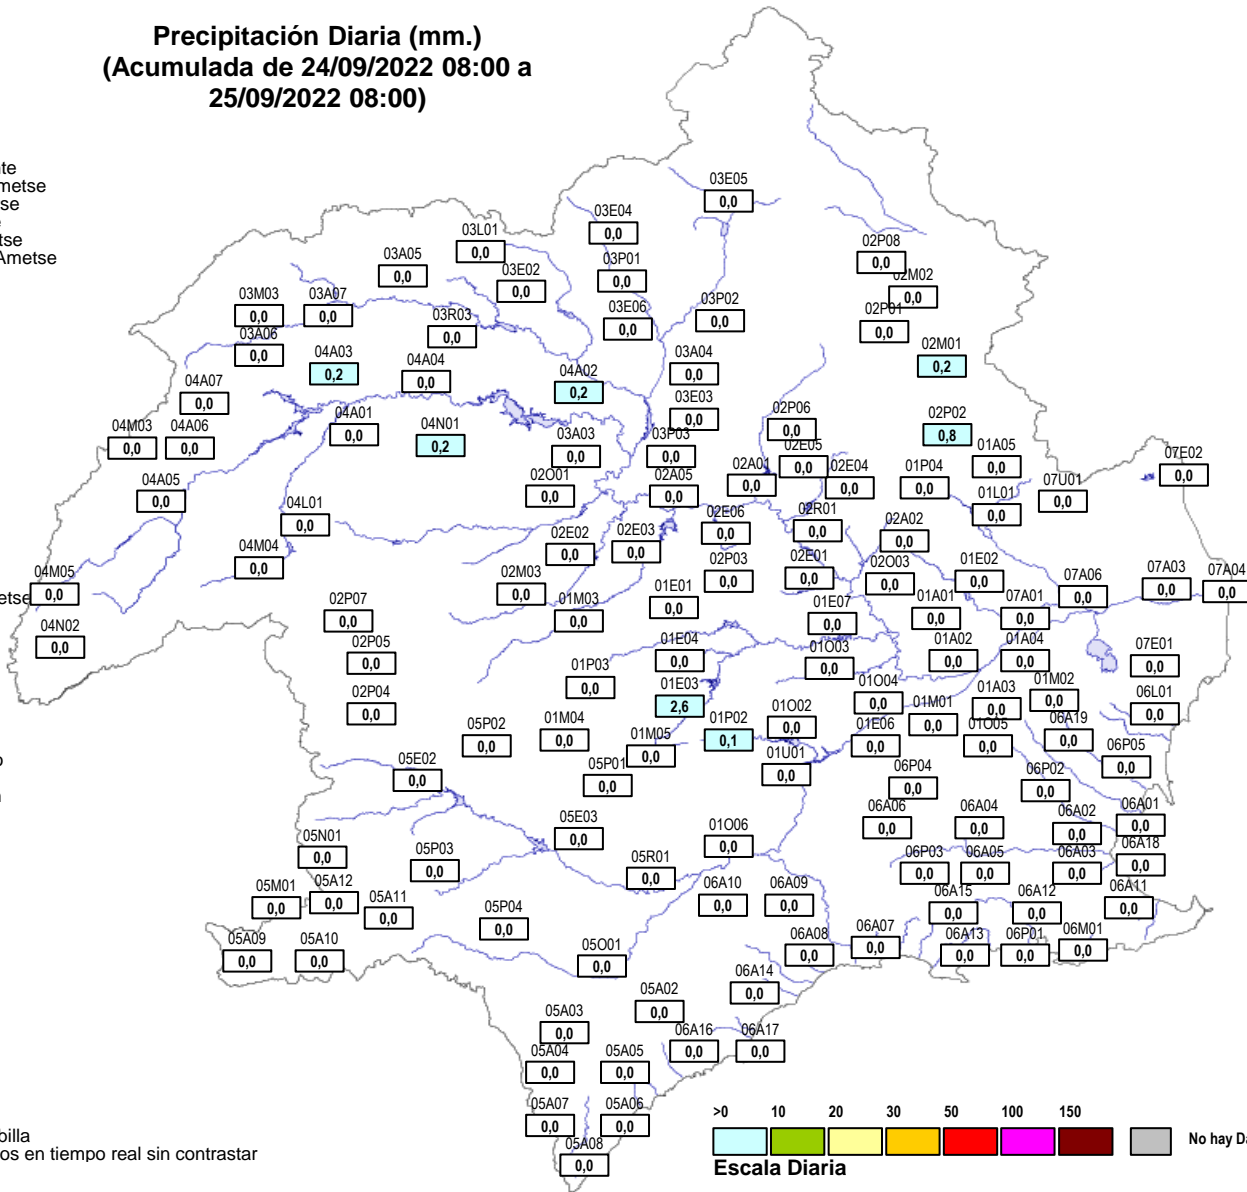 Precipitación Diaria (mm.)
(Acumulada de 24/09/2022 08:00 a
25/09/2022 08:00)
03E05
0,0
03E04
0,0
03L01
0,0
03A05
0,0
03E02
0,0
03P01
0,0
02P08
0,0
02M02
0,0
03M03
0,0
03A07
0,0
03R03
0,0
03E06
0,0
03P02
0,0
02P01
0,0
03A06
0,0
04A03
0,2
04A04
0,0
04A02
0,2
03A04
0,0
02M01
0,2
04A07
0,0
03E03
0,0
04M03
0,0
04A06
0,0
04A01
0,0
04N01
0,2
03A03
0,0
03P03
0,0
02P06
0,0
02P02
0,8
02E05
0,0
01A05
0,0
07E02
0,0
04A05
0,0
02O01
0,0
02A05
0,0
02A01
0,0
02E04
0,0
01P04
0,0
07U01
0,0
01L01
0,0
04L01
0,0
02E06
0,0
02R01
0,0
02A02
0,0
04M04
0,0
02E02
0,0
02E03
0,0
04M05
0,0
02M03
0,0
02P03
0,0
02E01
0,0
02O03
0,0
01E02
0,0
07A06
0,0
07A03
0,0
07A04
0,0
02P07
0,0
01M03
0,0
01E01
0,0
01E07
0,0
01A01
0,0
07A01
0,0
04N02
0,0
02P05
0,0
01E04
0,0
01O03
0,0
01A02
0,0
01A04
0,0
07E01
0,0
01P03
0,0
01E03
2,6
02P04
0,0
01O04
0,0
01A03
0,0
01M02
0,0
06L01
0,0
05P02
0,0
01M04
0,0
01M05
0,0
01P02
0,1
01O02
0,0
01E06
0,0
01M01
0,0
01O05
0,0
06A19
0,0
06P05
0,0
05E02
0,0
05P01
0,0
01U01
0,0
06P04
0,0
06P02
0,0
05E03
0,0
01O06
0,0
06A06
0,0
06A04
0,0
06A02
0,0
06A01
0,0
05N01
0,0
05P03
0,0
05R01
0,0
06P03
0,0
06A05
0,0
06A03
0,0
06A18
0,0
05M01
0,0
05A12
0,0
05A11
0,0
05P04
0,0
06A10
0,0
06A09
0,0
06A15
0,0
06A12
0,0
06A11
0,0
05A09
0,0
05A10
0,0
05O01
0,0
06A08
0,0
06A07
0,0
06A13
0,0
06P01
0,0
06M01
0,0
05A02
0,0
06A14
0,0
05A03
0,0
06A16
0,0
06A17
0,0
05A04
0,0
05A05
0,0
05A07
0,0
05A06
0,0
05A08
0,0
>0 10 20 30 50 100 150
No hay Da
Escala Diaria
os en tiempo real sin contrastar